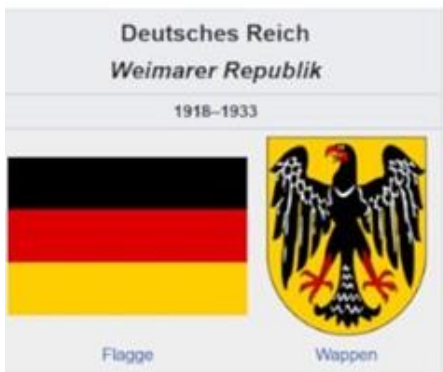 Deutsches Reich
Weimarer Republik
1918–1933
Flagge
Wappen